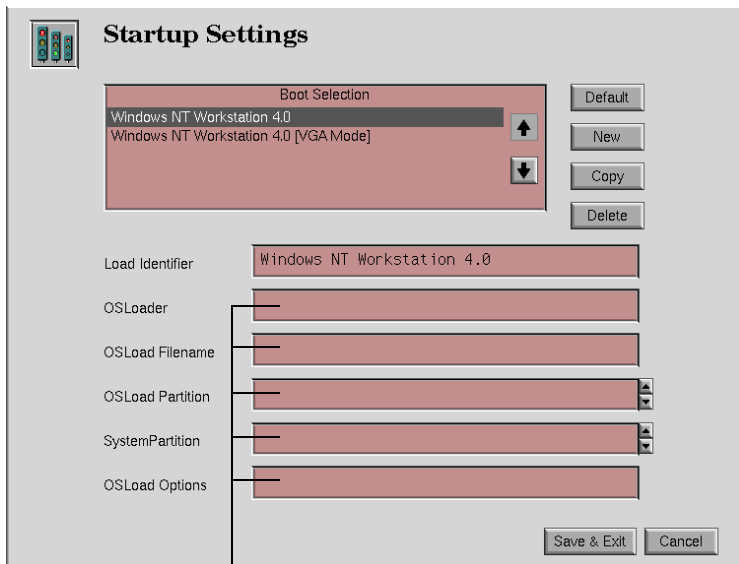 Startup Settings
Boot Selection
Windows NT Workstation 4.0
Windows NT Workstation 4.0 [VGA Mode]
Default
New
Copy
Delete
Load Identifier
Windows NT Workstation 4.0
OSLoader
OSLoad Filename
OSLoad Partition
SystemPartition
OSLoad Options
Save & Exit
Cancel